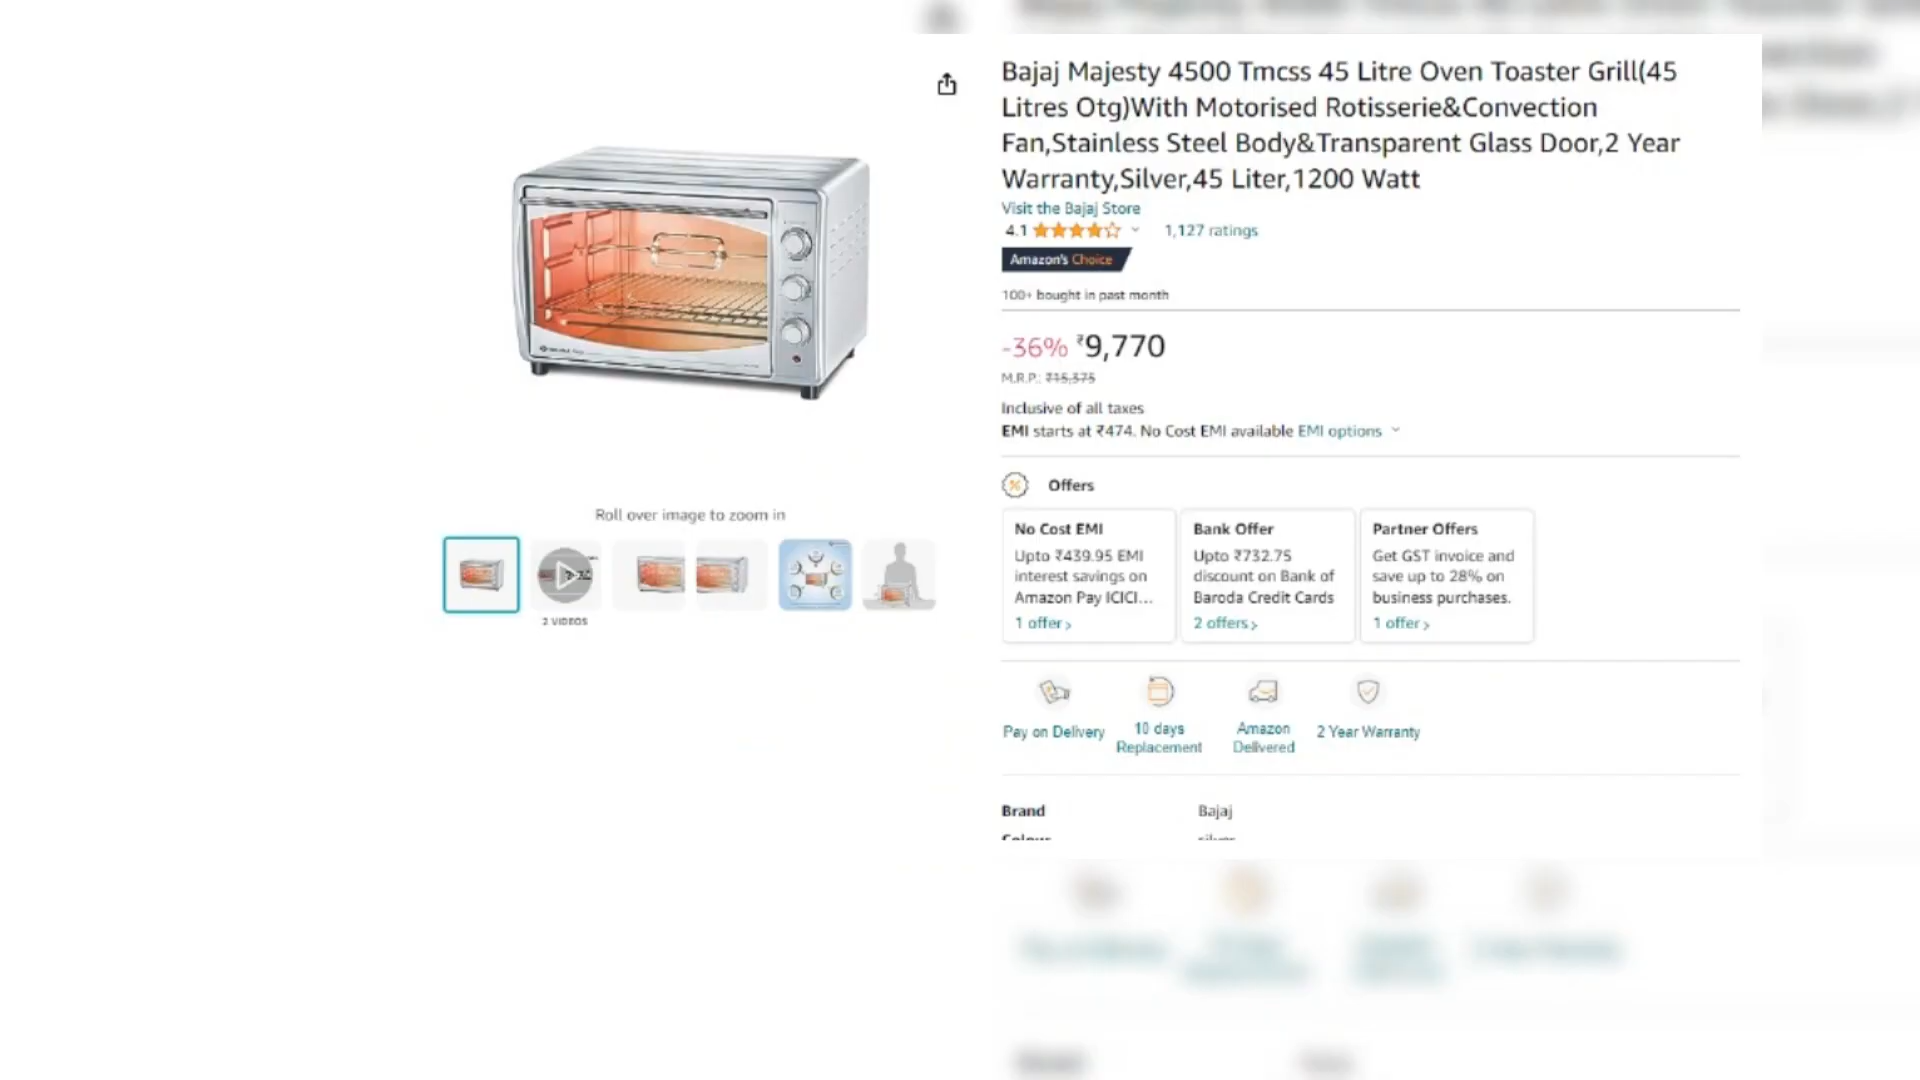 Bajaj Majesty 4500 Tmcss 45 Litre Oven Toaster Grill(45
Litres Otg)With Motorised Rotisserie&Convection
Fan,Stainless Steel Body&Transparent Glass Door,2 Year
Warranty,Silver,45 Liter,1200 Watt
Visit the Bajaj Store
4.1 1,127 ratings
Amazon's Choice
100+ bought in past month
-36% ₹9,770
M.R.P.: ₹15,375
Inclusive of all taxes
EMI starts at ₹474. No Cost EMI available EMI options
Offers
No Cost EMI
Upto ₹439.95 EMI
interest savings on
Amazon Pay ICICI...
1 offer >
Bank Offer
Upto ₹732.75
discount on Bank of
Baroda Credit Cards
2 offers >
Partner Offers
Get GST invoice and
save up to 28% on
business purchases.
1 offer >
Pay on Delivery
10 days
Replacement
Amazon
Delivered
2 Year Warranty
Brand Bajaj
Colour silver
Roll over image to zoom in
2 VIDEOS